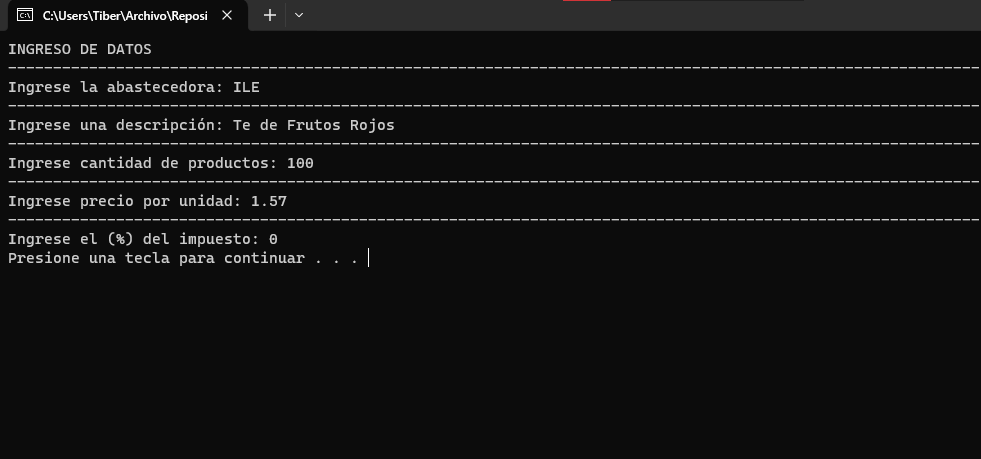 C:\Users\Tiber\Archivo\Reposi
INGRESO DE DATOS
------------------------------------------------------------------------------------------------------------
Ingrese la abastecedora: ILE
------------------------------------------------------------------------------------------------------------
Ingrese una descripción: Te de Frutos Rojos
------------------------------------------------------------------------------------------------------------
Ingrese cantidad de productos: 100
------------------------------------------------------------------------------------------------------------
Ingrese precio por unidad: 1.57
------------------------------------------------------------------------------------------------------------
Ingrese el (%) del impuesto: 0
Presione una tecla para continuar . . .